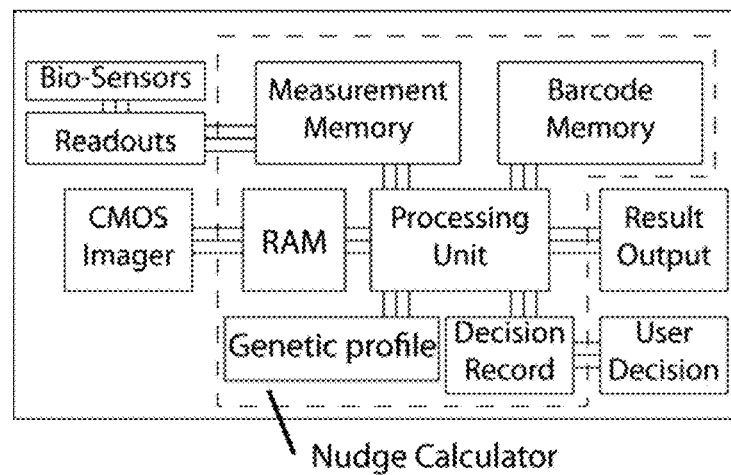 Bio-Sensors
Readouts
Measurement
Memory
Barcode
Memory
CMOS
Imager
RAM
Processing
Unit
Result
Output
Genetic profile
Decision
Record
User
Decision
Nudge Calculator